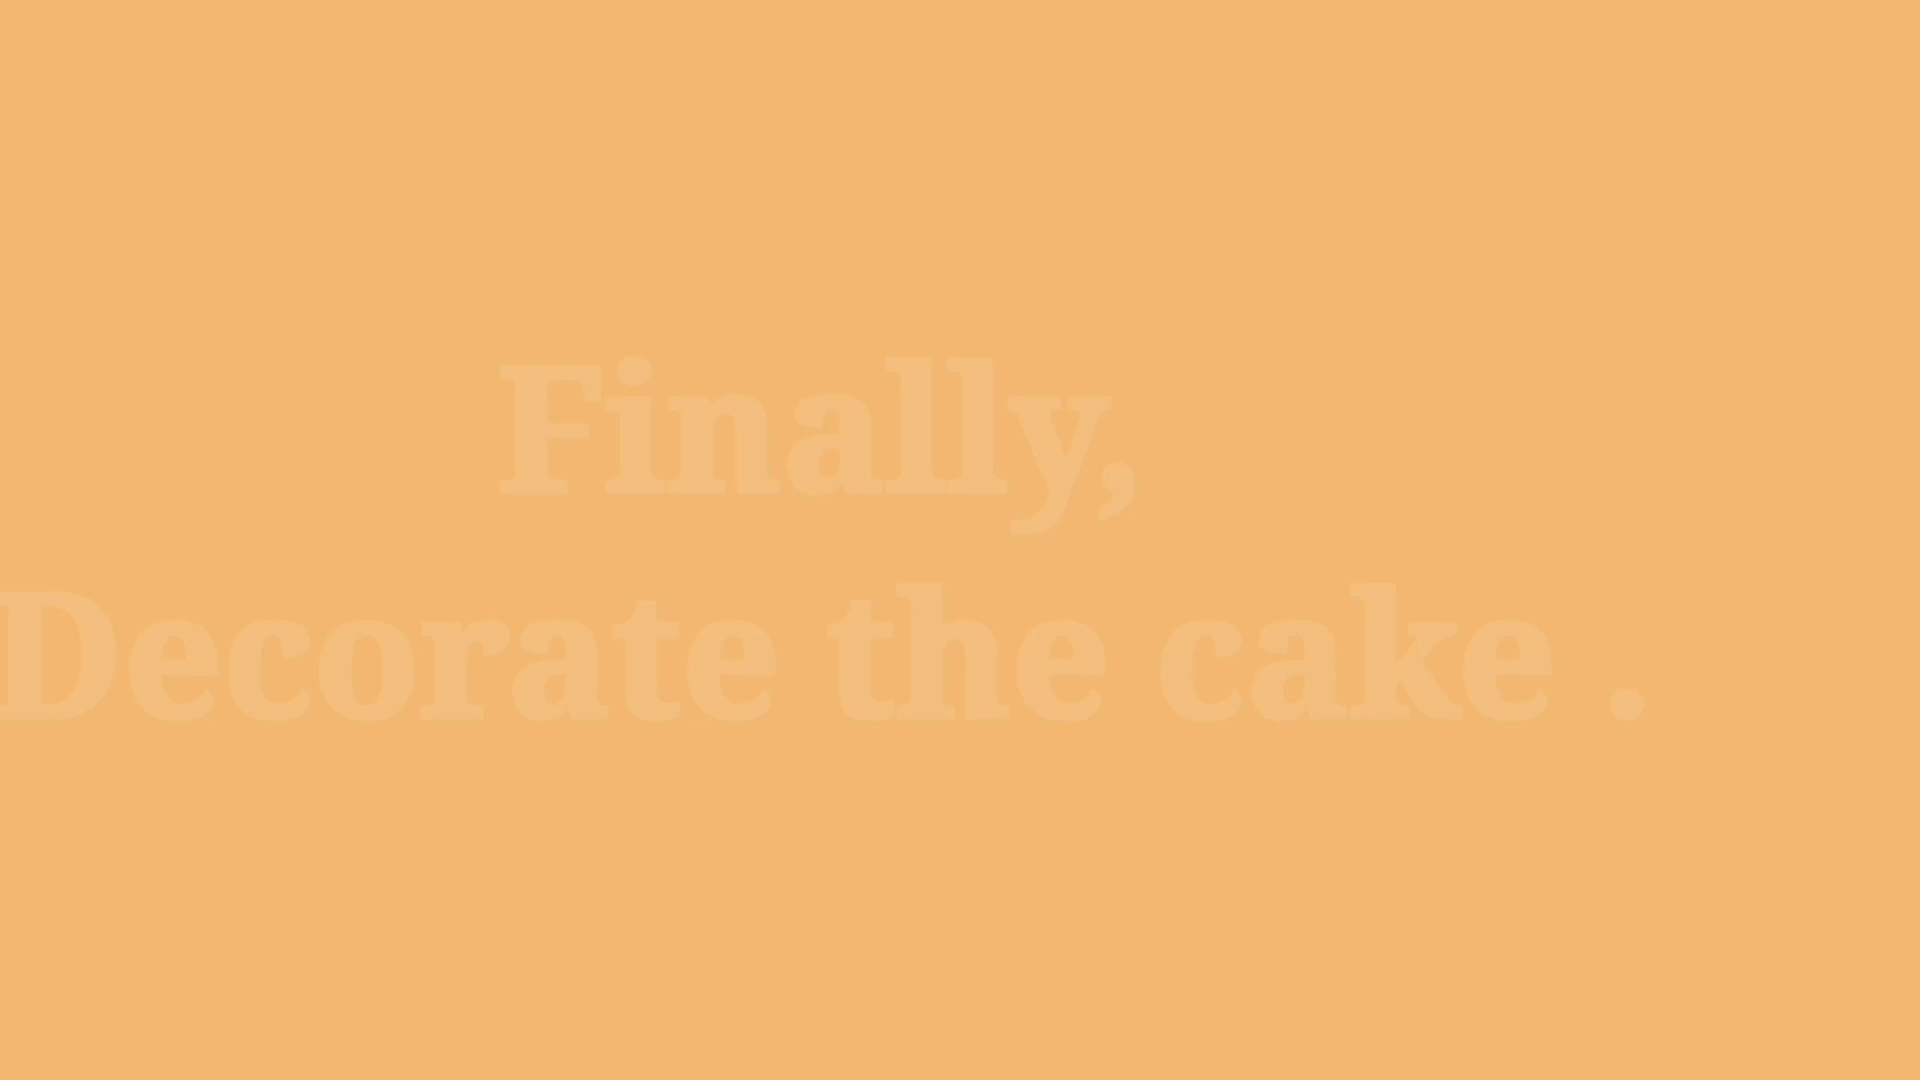 Finally,
Decorate the cake .